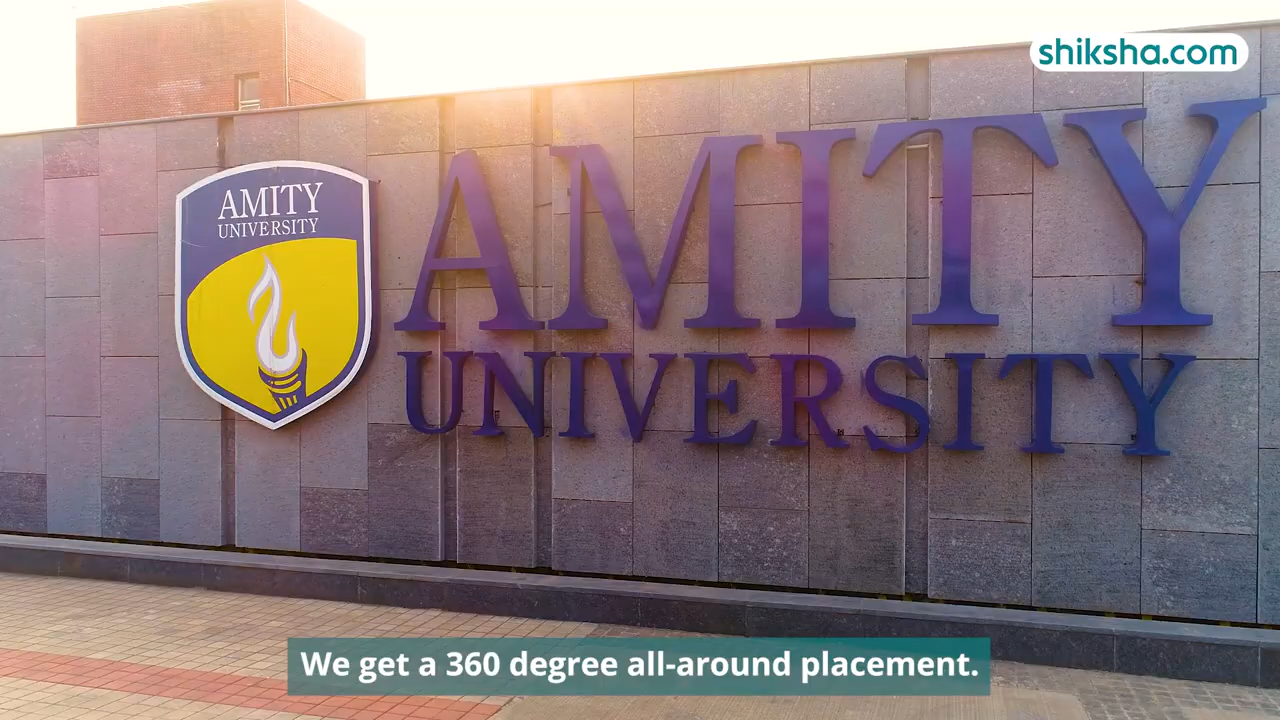 shiksha.com
AMITY
UNIVERSITY
AMITY
UNIVERSITY
We get a 360 degree all-around placement.